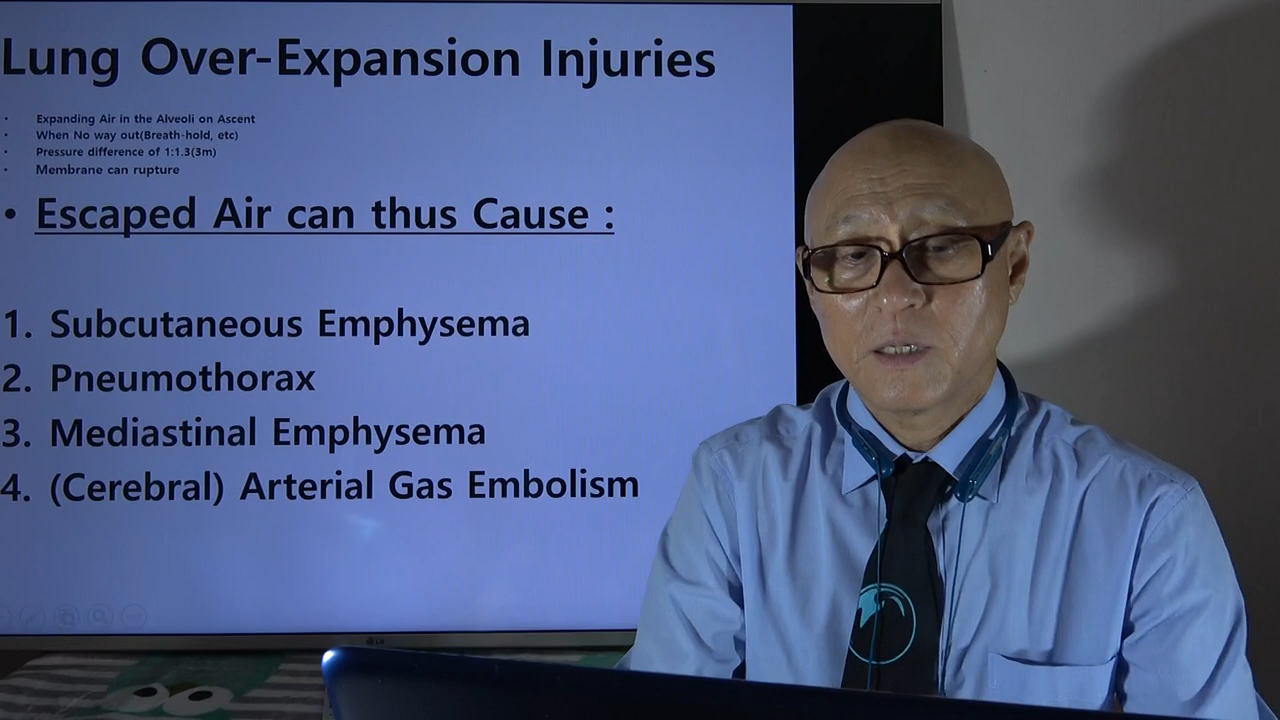 Lung Over-Expansion Injuries
• Expanding Air in the Alveoli on Ascent
• When No way out(Breath-hold, etc)
• Pressure difference of 1:1.3(3m)
• Membrane can rupture
• Escaped Air can thus Cause :
1. Subcutaneous Emphysema
2. Pneumothorax
3. Mediastinal Emphysema
4. (Cerebral) Arterial Gas Embolism
LG